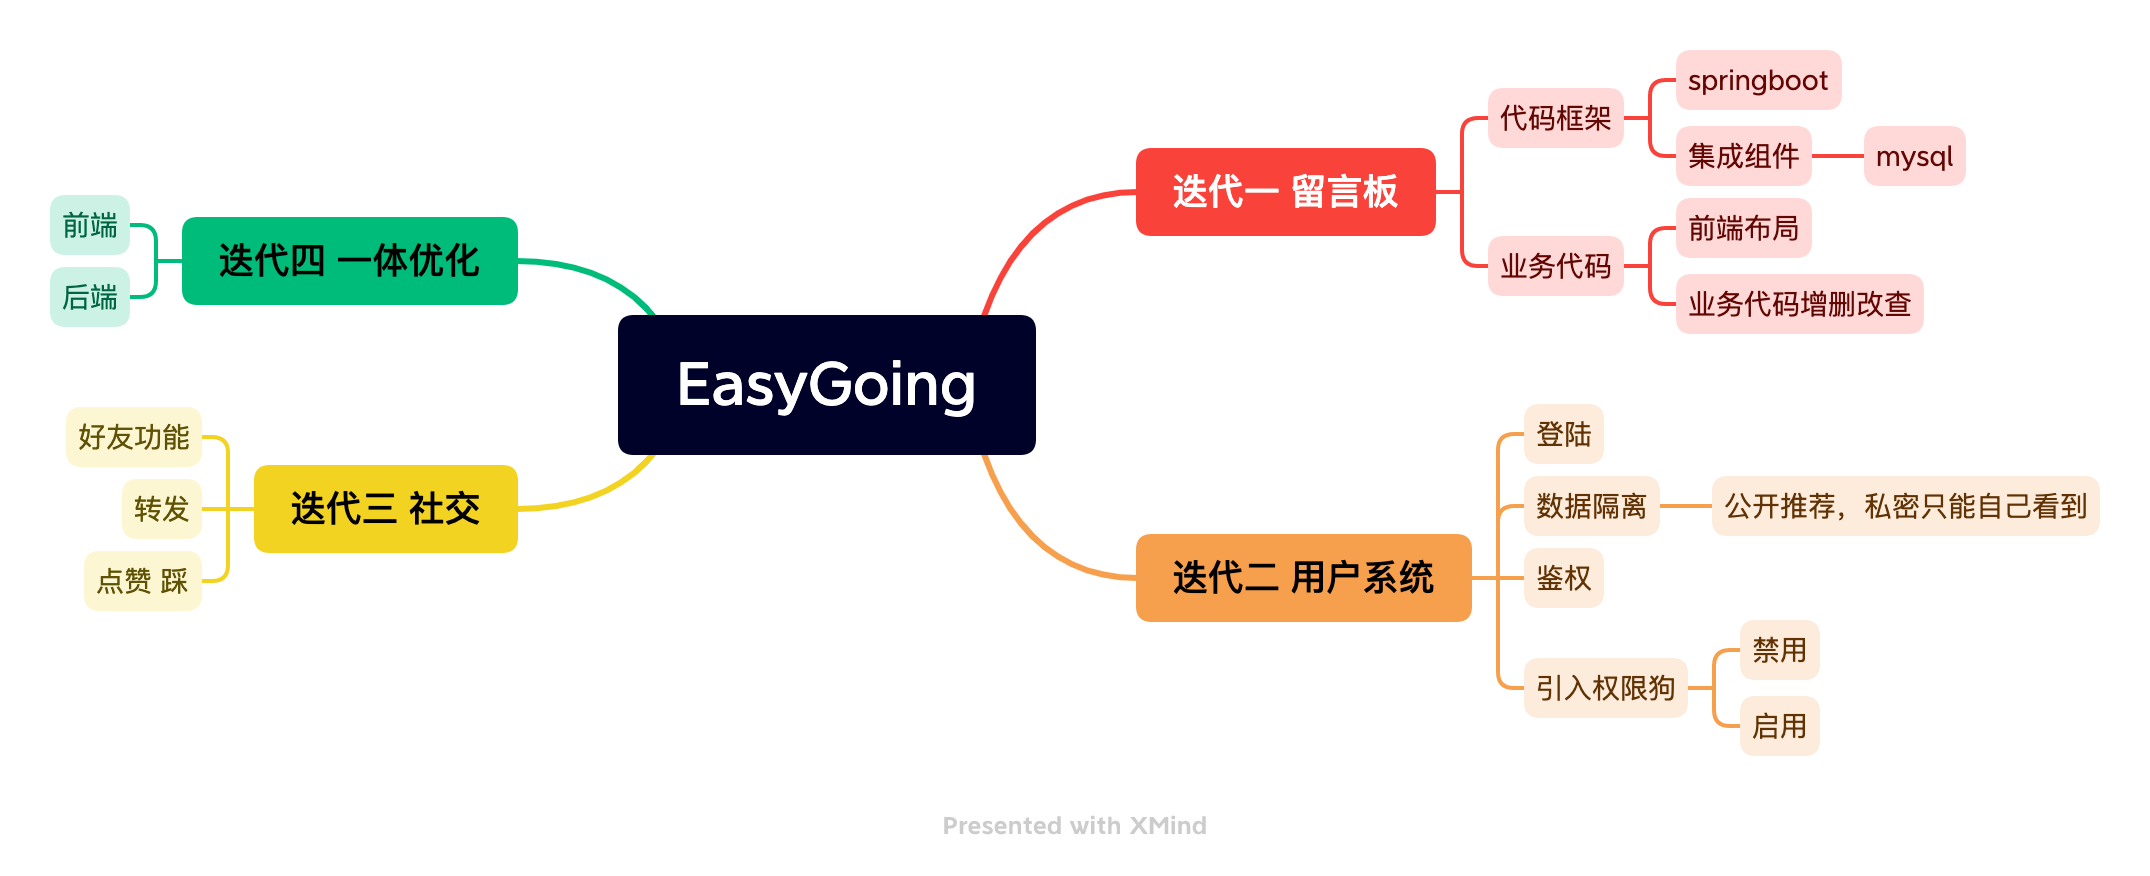 EasyGoing
迭代一 留言板
代码框架
springboot
集成组件
mysql
业务代码
前端布局
业务代码增删改查
迭代二 用户系统
登陆
数据隔离
公开推荐，私密只能自己看到
鉴权
引入权限狗
禁用
启用
迭代三 社交
好友功能
转发
点赞 踩
迭代四 一体优化
前端
后端
Presented with XMind